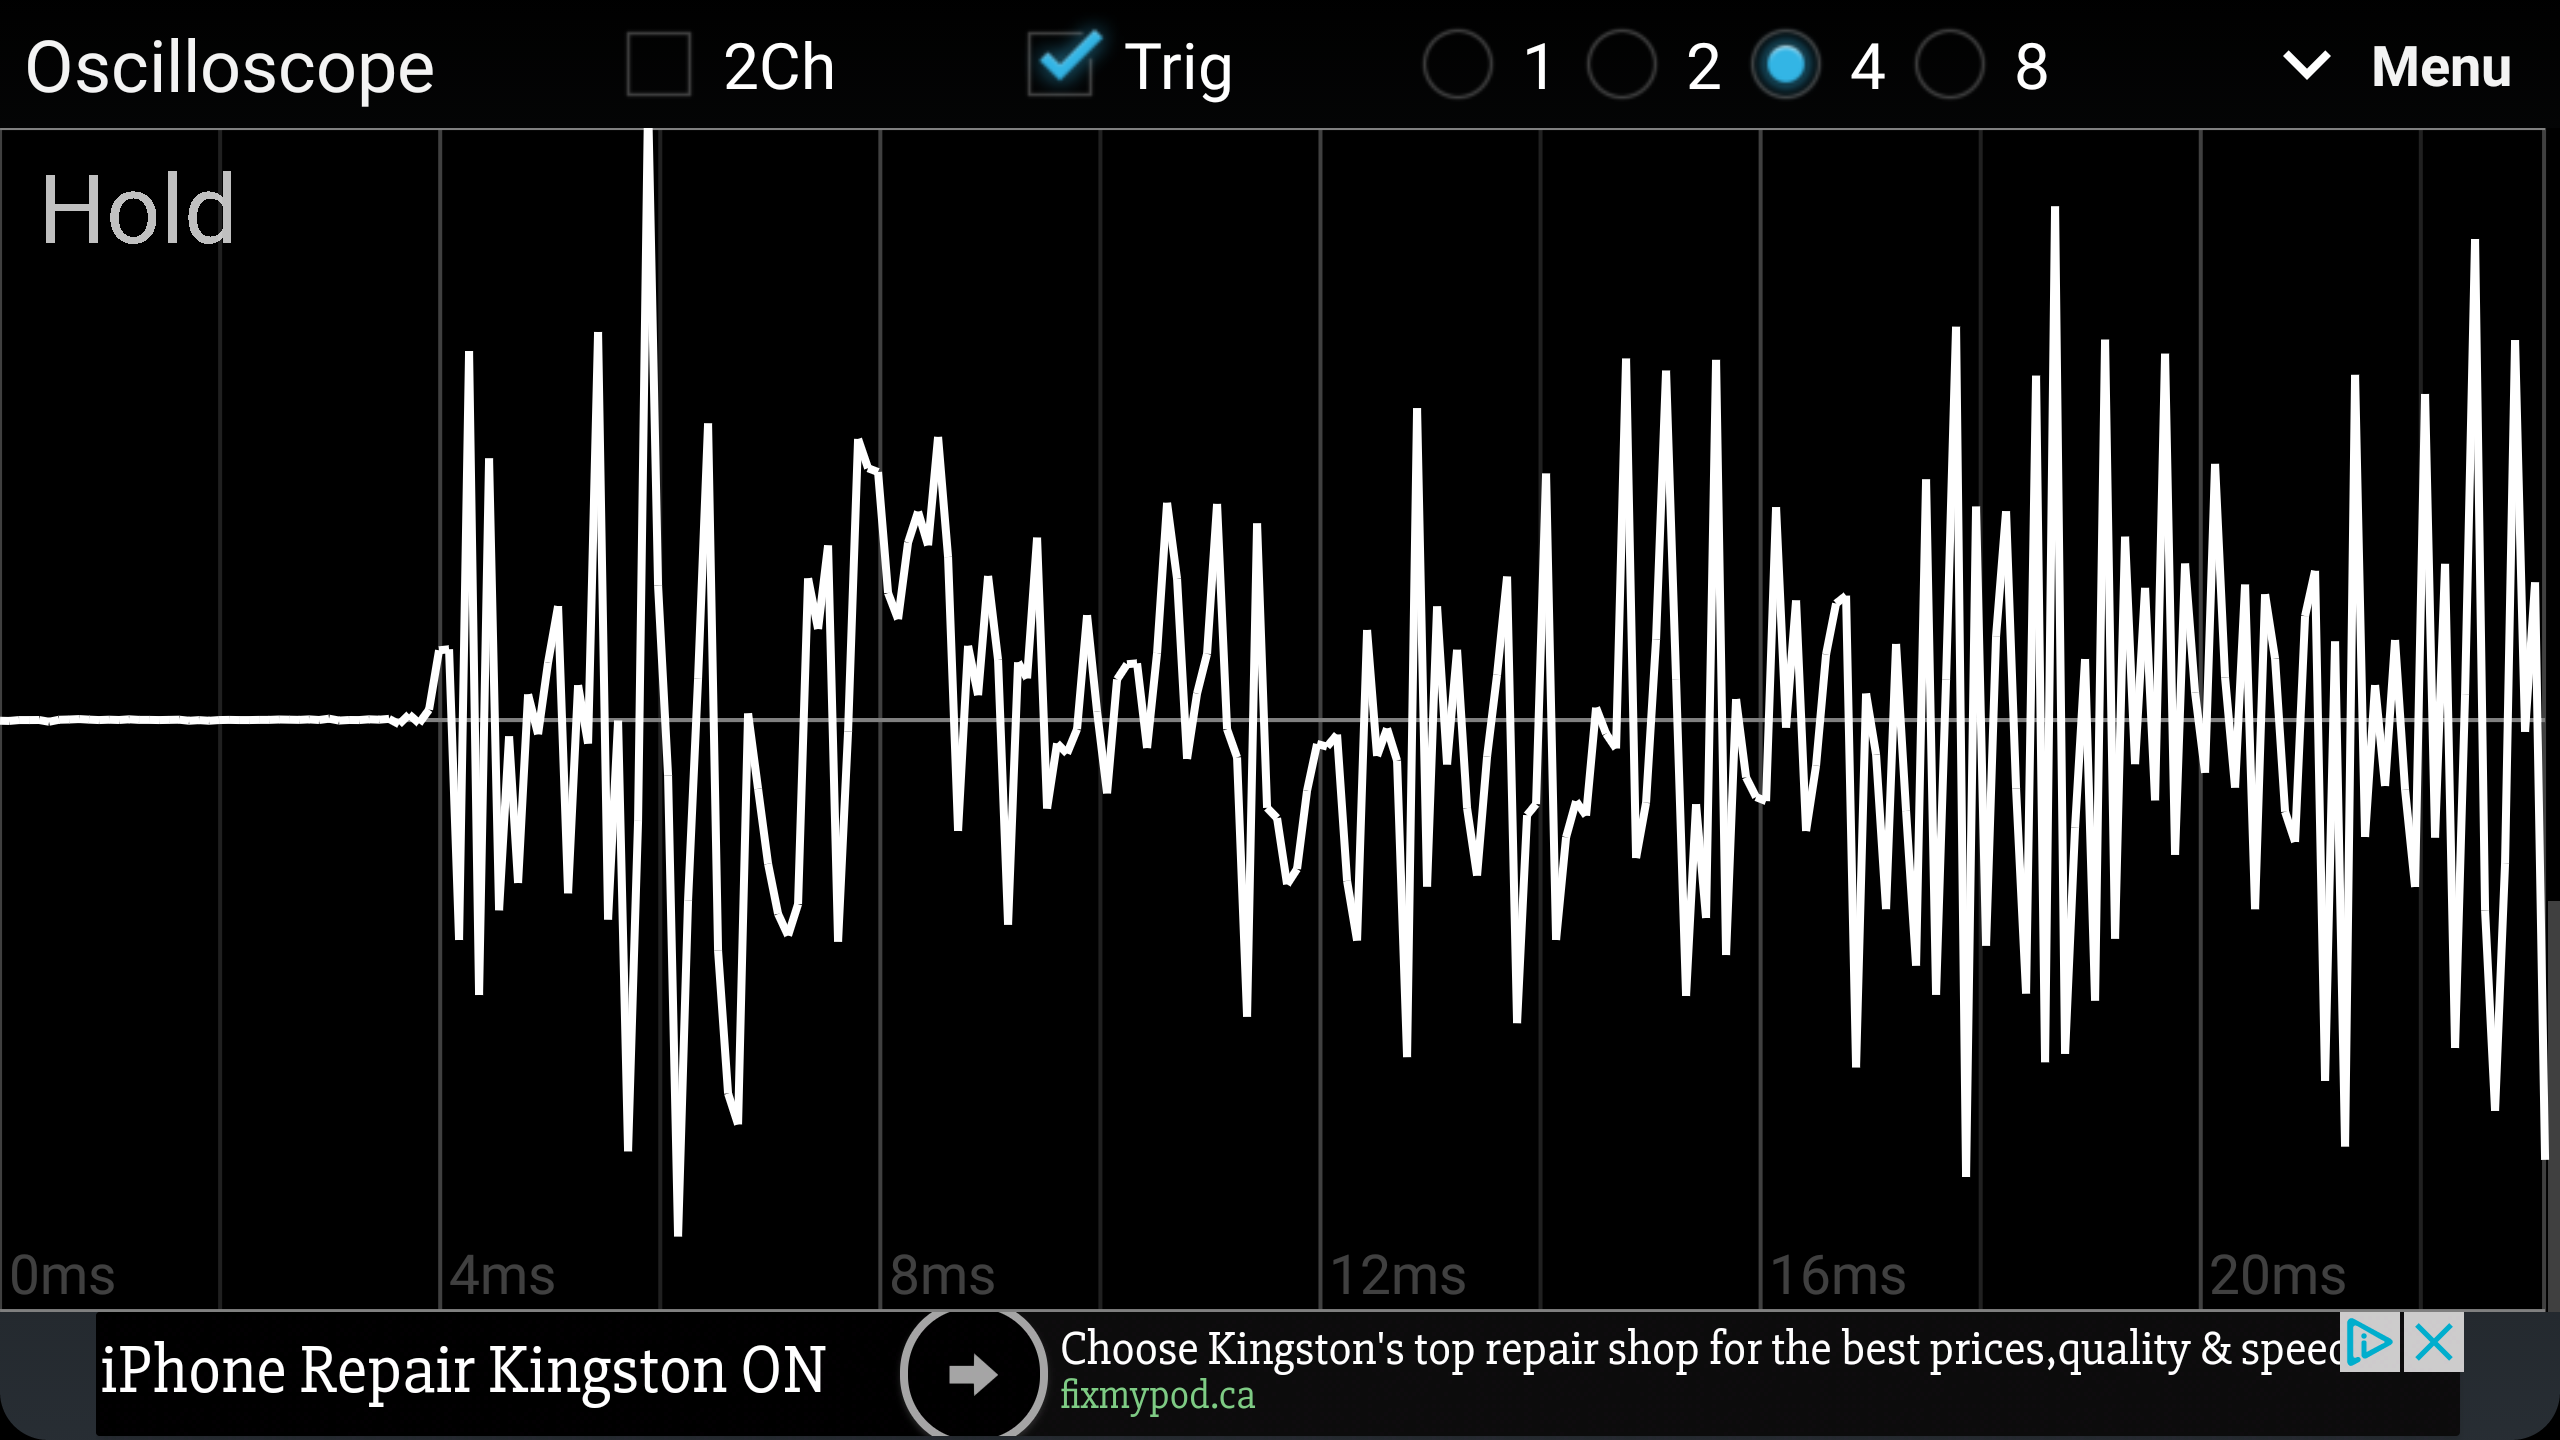 Oscilloscope 2Ch Trig 1 2 4 8 Menu
Hold
0ms 4ms 8ms 12ms 16ms 20ms
iPhone Repair Kingston ON
Choose Kingston's top repair shop for the best prices,quality & speed
fixmypod.ca